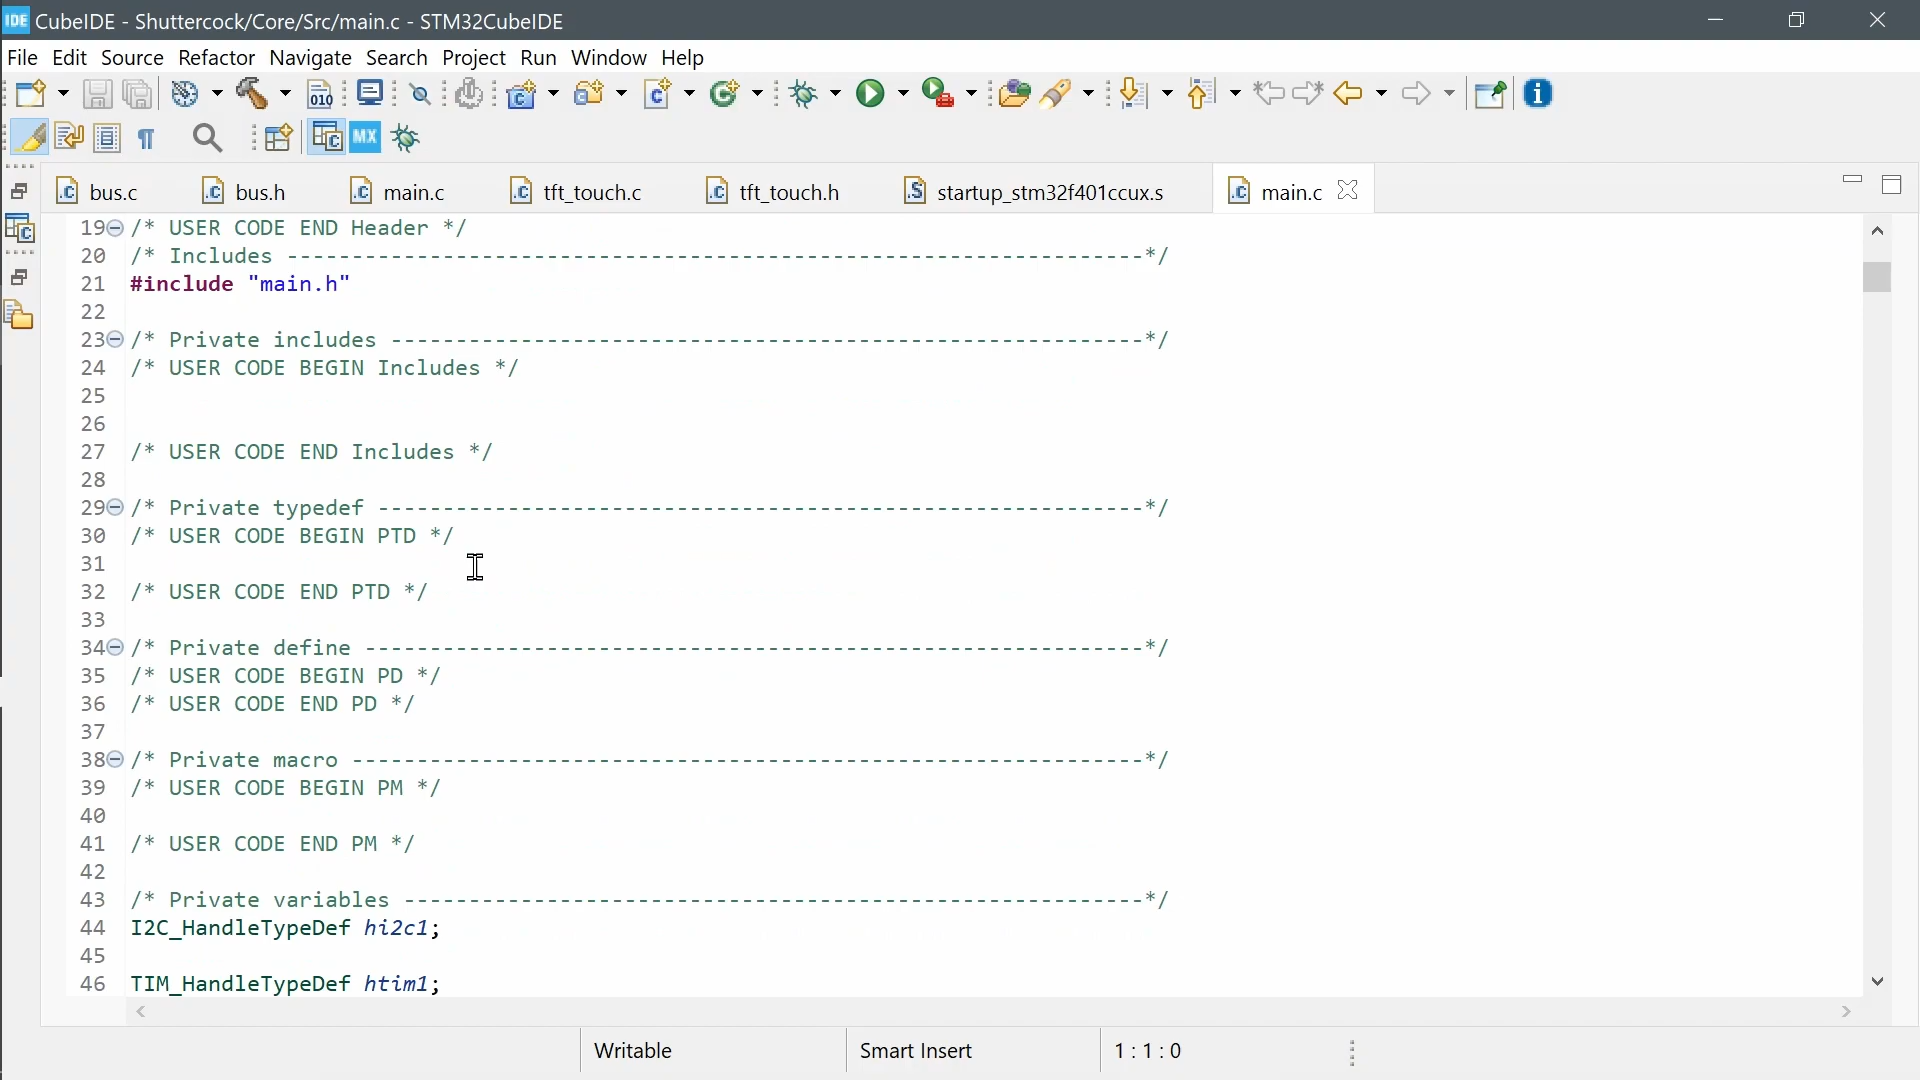 IDE CubeIDE - Shuttercock/Core/Src/main.c - STM32CubeIDE
File Edit Source Refactor Navigate Search Project Run Window Help
010
MX
bus.c bus.h main.c tft_touch.c tft_touch.h startup_stm32f401ccux.s main.c
19 /* USER CODE END Header */
20 /* Includes ------------------------------------------------------------------*/
21 #include "main.h"
22
23 /* Private includes ----------------------------------------------------------*/
24 /* USER CODE BEGIN Includes */
25
26
27 /* USER CODE END Includes */
28
29 /* Private typedef -----------------------------------------------------------*/
30 /* USER CODE BEGIN PTD */
31
32 /* USER CODE END PTD */
33
34 /* Private define ------------------------------------------------------------*/
35 /* USER CODE BEGIN PD */
36 /* USER CODE END PD */
37
38 /* Private macro -------------------------------------------------------------*/
39 /* USER CODE BEGIN PM */
40
41 /* USER CODE END PM */
42
43 /* Private variables ---------------------------------------------------------*/
44 I2C_HandleTypeDef hi2c1;
45
46 TIM_HandleTypeDef htim1;
Writable Smart Insert 1 : 1 : 0